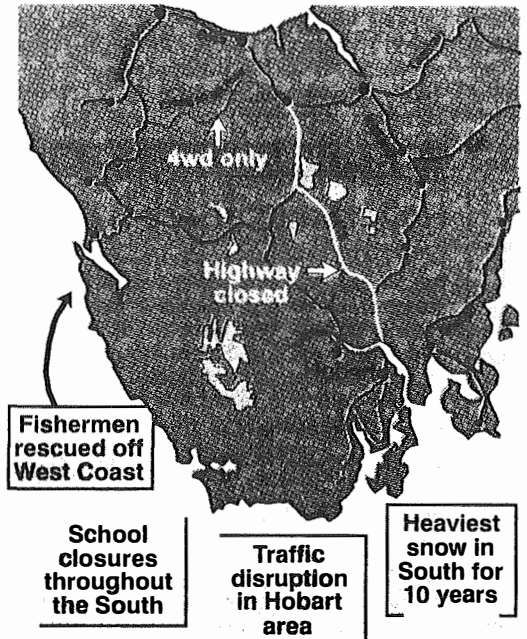 4wd only
Highway
closed
Fishermen
rescued off
West Coast
School
closures
throughout
the South
Traffic
disruption
in Hobart
area
Heaviest
snow in
South for
10 years